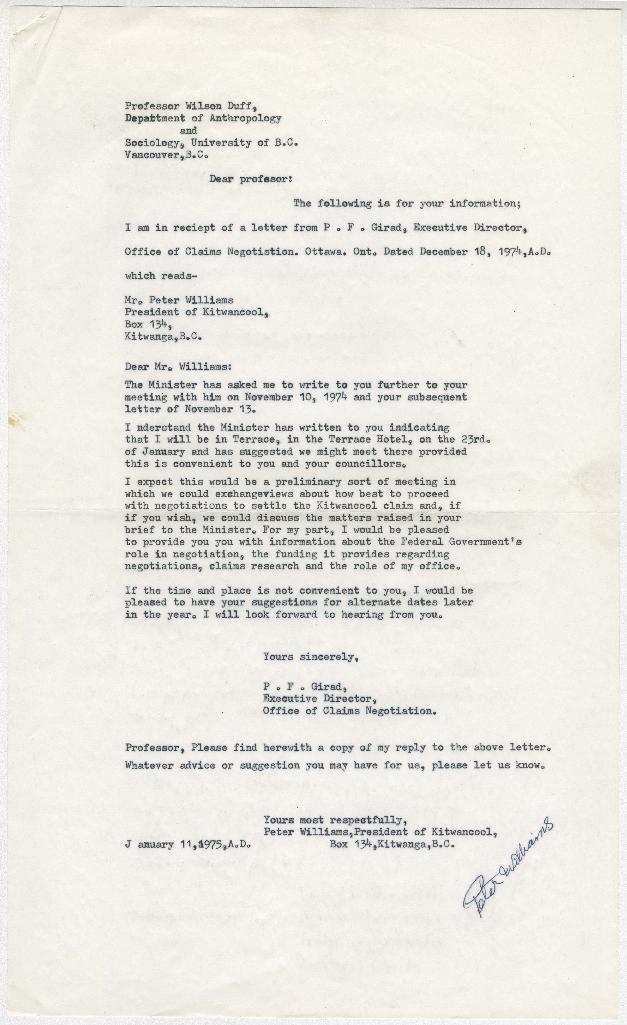 Professor Wilson Duff,
Department of Anthropology
and
Sociology, University of B.C.
Vancouver,B.C.
Dear profesor:
The following is for your information;
I am in reciept of a letter from P . F . Girad, Executive Director,
Office of Claims Negotistion. Ottawa. Ont. Dated December 18, 1974,A.D.
which reads-
Mr. Peter Williams
President of Kitwancool,
Box 134,
Kitwanga,B.C.
Dear Mr. Williams:
The Minister has asked me to write to you further to your
meeting with him on November 10, 1974 and your subsequent
letter of November 13.
I nderstand the Minister has written to you indicating
that I will be in Terrace, in the Terrace Hotel, on the 23rd.
of January and has suggested we might meet there provided
this is convenient to you and your councillors.
I expect this would be a preliminary sort of meeting in
which we could exchangeviews about how best to proceed
with negotiations to settle the Kitwancool claim and, if
if you wish, we could discuss the matters raised in your
brief to the Minister. For my part, I would be pleased
to provide you you with information about the Federal Government's
role in negotiation, the funding it provides regarding
negotiations, claims research and the role of my office.
If the time and place is not convenient to you, I would be
pleased to have your suggestions for alternate dates later
in the year. I will look forward to hearing from you.
Yours sincerely,
P . F . Girad,
Executive Director,
Office of Claims Negotiation.
Professor, Please find herewith a copy of my reply to the above letter.
Whatever advice or suggestion you may have for us, please let us know.
Yours most respectfully,
Peter Williams,President of Kitwancool,
J anuary 11,1975,A.D. Box 134,Kitwanga,B.C.
Peter Williams